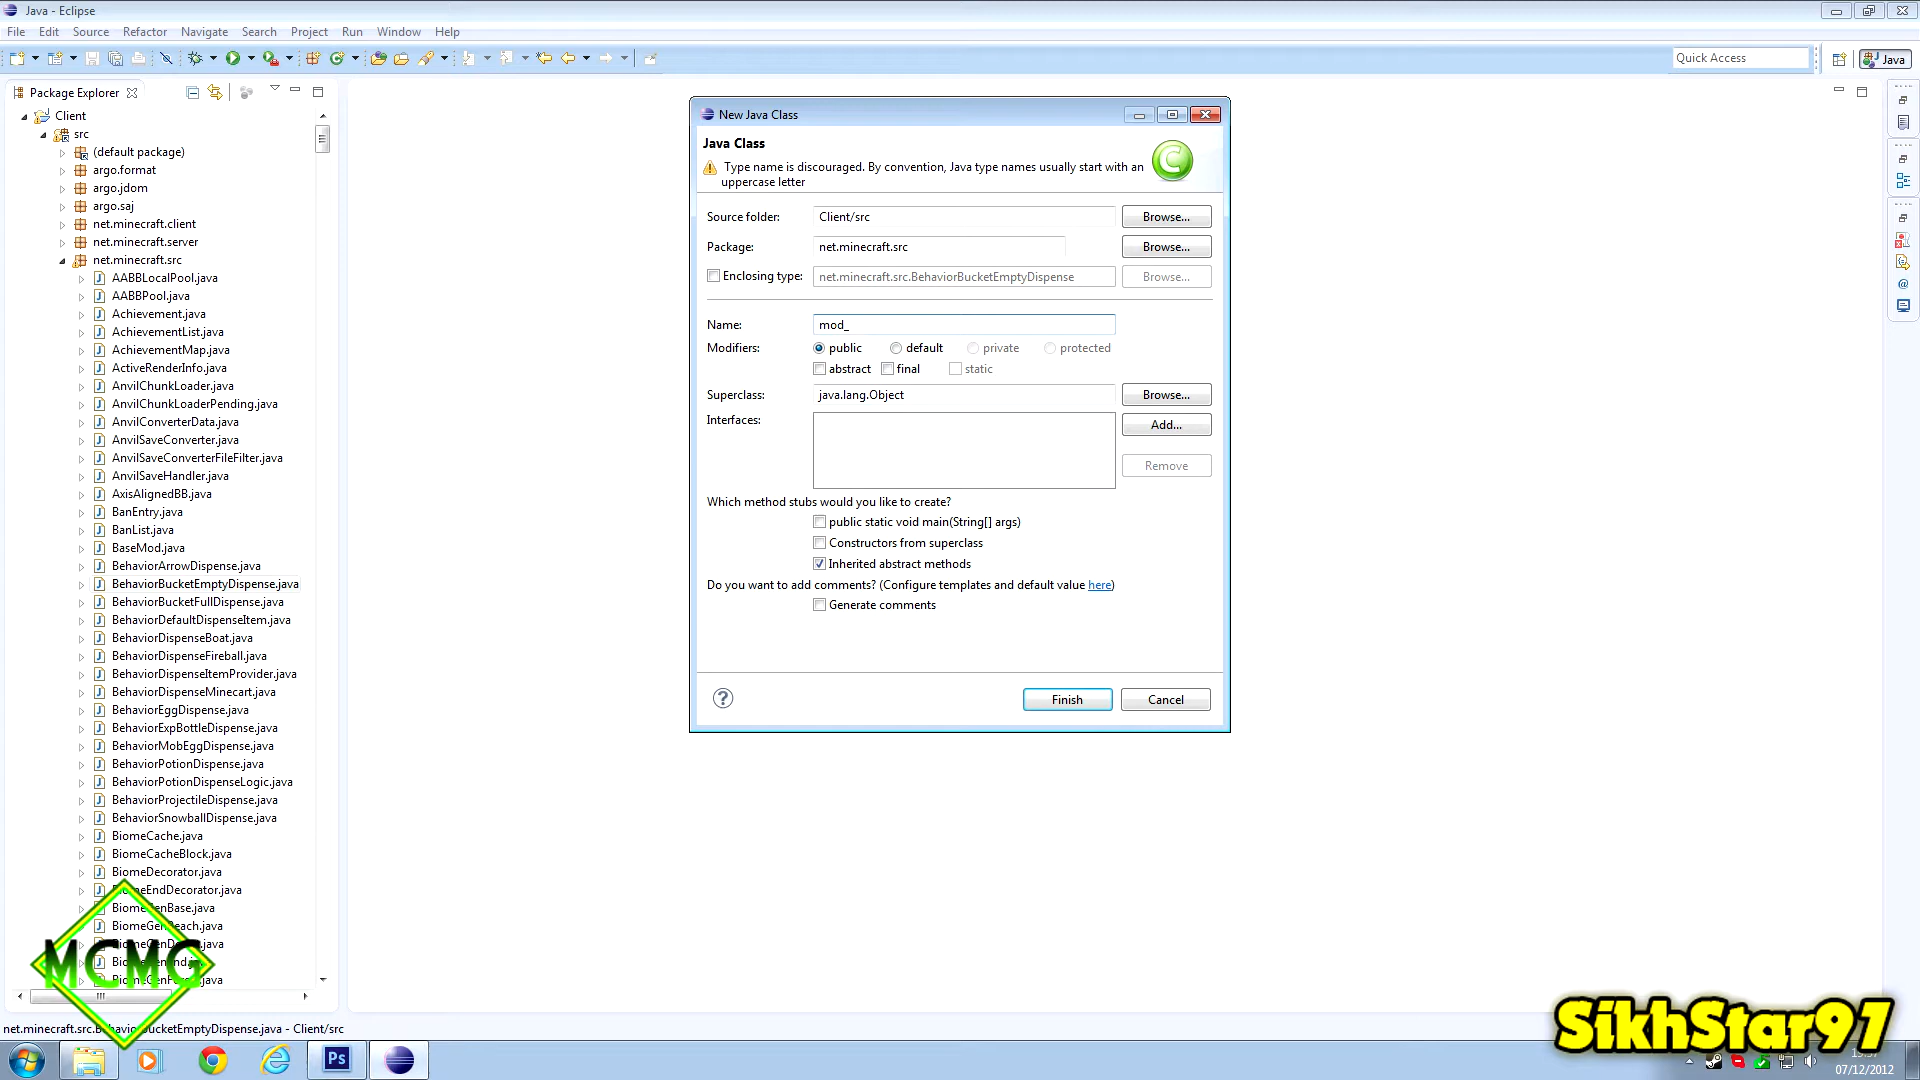 Java - Eclipse
File Edit Source Refactor Navigate Search Project Run Window Help
Quick Access
Java
Package Explorer
Client
src
(default package)
argo.format
argo.jdom
argo.saj
net.minecraft.client
net.minecraft.server
net.minecraft.src
AABBLocalPool.java
AABBPool.java
Achievement.java
AchievementList.java
AchievementMap.java
ActiveRenderInfo.java
AnvilChunkLoader.java
AnvilChunkLoaderPending.java
AnvilConverterData.java
AnvilSaveConverter.java
AnvilSaveConverterFileFilter.java
AnvilSaveHandler.java
AxisAlignedBB.java
BanEntry.java
BanList.java
BaseMod.java
BehaviorArrowDispense.java
BehaviorBucketEmptyDispense.java
BehaviorBucketFullDispense.java
BehaviorDefaultDispenseItem.java
BehaviorDispenseBoat.java
BehaviorDispenseFireball.java
BehaviorDispenseItemProvider.java
BehaviorDispenseMinecart.java
BehaviorEggDispense.java
BehaviorExpBottleDispense.java
BehaviorMobEggDispense.java
BehaviorPotionDispense.java
BehaviorPotionDispenseLogic.java
BehaviorProjectileDispense.java
BehaviorSnowballDispense.java
BiomeCache.java
BiomeCacheBlock.java
BiomeDecorator.java
BiomeEndDecorator.java
BiomeGenBase.java
MCMG
New Java Class
Java Class
Type name is discouraged. By convention, Java type names usually start with an
uppercase letter
Source folder: Client/src Browse...
Package: net.minecraft.src Browse...
Enclosing type: net.minecraft.src.BehaviorBucketEmptyDispense Browse...
Name: mod_
Modifiers: public default private protected
abstract final static
Superclass: java.lang.Object Browse...
Interfaces: Add...
Remove
Which method stubs would you like to create?
public static void main(String[] args)
Constructors from superclass
Inherited abstract methods
Do you want to add comments? (Configure templates and default value here)
Generate comments
Finish Cancel
C
SikhStar97
Ps
07/12/2012